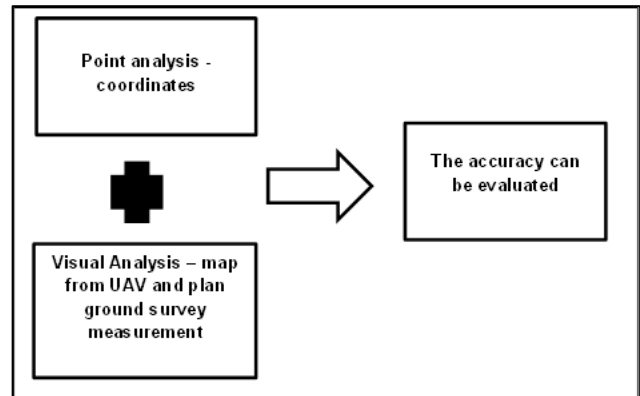 Point analysis -
coordinates
The accuracy can
be evaluated
Visual Analysis – map
from UAV and plan
ground survey
measurement